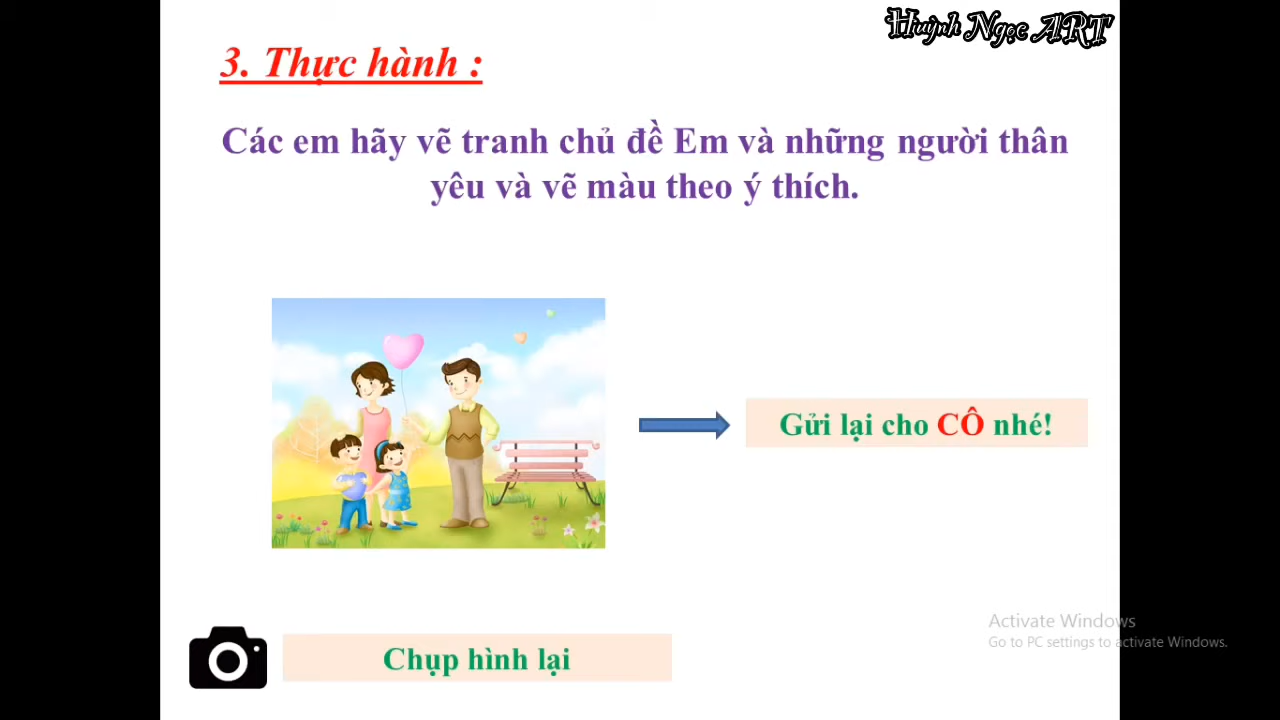 Huỳnh Ngọc ART
3. Thực hành :
Các em hãy vẽ tranh chủ đề Em và những người thân
yêu và vẽ màu theo ý thích.
Gửi lại cho CÔ nhé!
Chụp hình lại
Activate Windows
Go to PC settings to activate Windows.